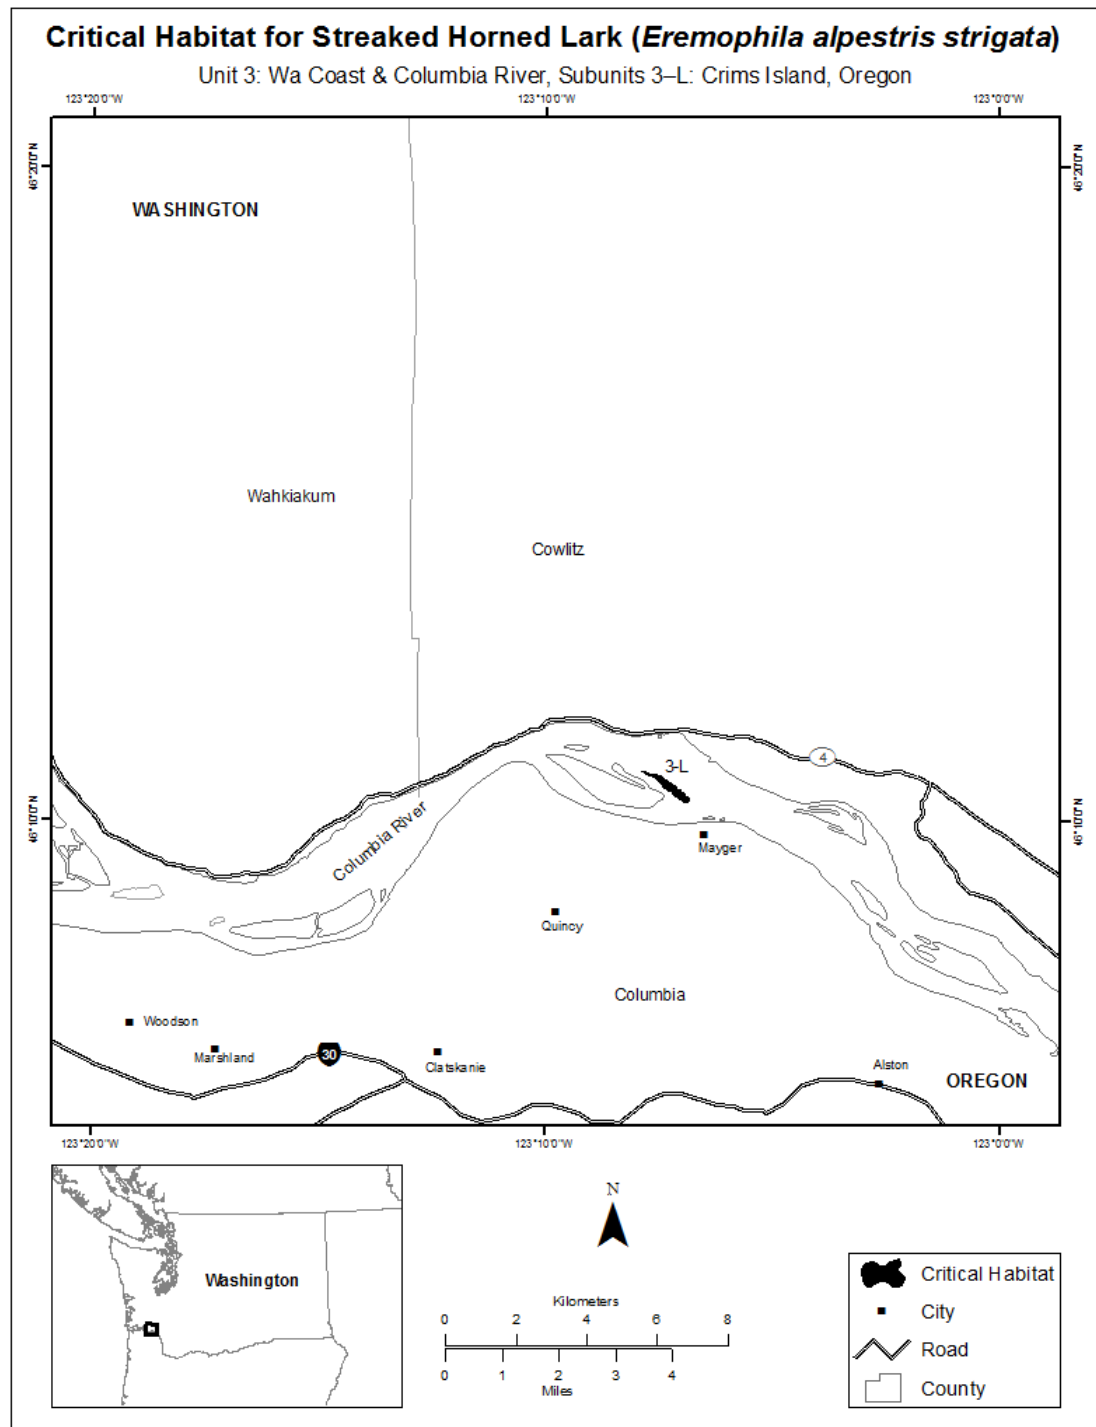 Critical Habitat for Streaked Horned Lark (Eremophila alpestris strigata)
Unit 3: Wa Coast & Columbia River, Subunits 3–L: Crims Island, Oregon
123°20'0"W 123°10'0"W 123°0'0"W
46°20'0"N 46°20'0"N
WASHINGTON
Wahkiakum
Cowlitz
3-L
4
46°10'0"N 46°10'0"N
Columbia River
Mayger
Quincy
Columbia
Woodson
Marshland
30
Clatskanie
Alston
OREGON
123°20'0"W 123°10'0"W 123°0'0"W
Washington
N
Kilometers
0 2 4 6 8
0 1 2 3 4
Miles
Critical Habitat
City
Road
County